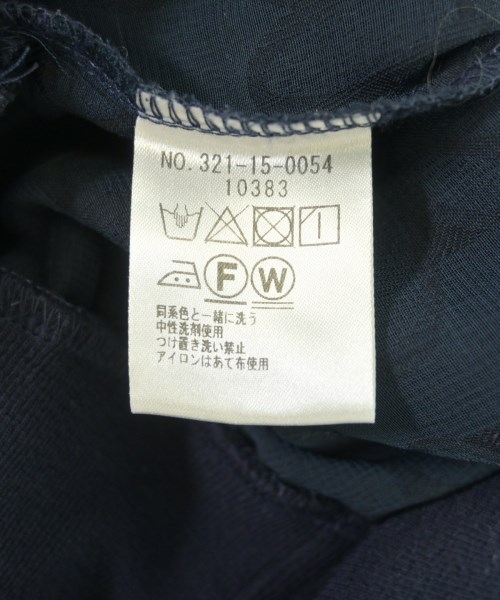 NO. 321-15-0054
10383
F W
同系色と一緒に洗う
中性洗剤使用
つけ置き洗い禁止
アイロンはあて布使用